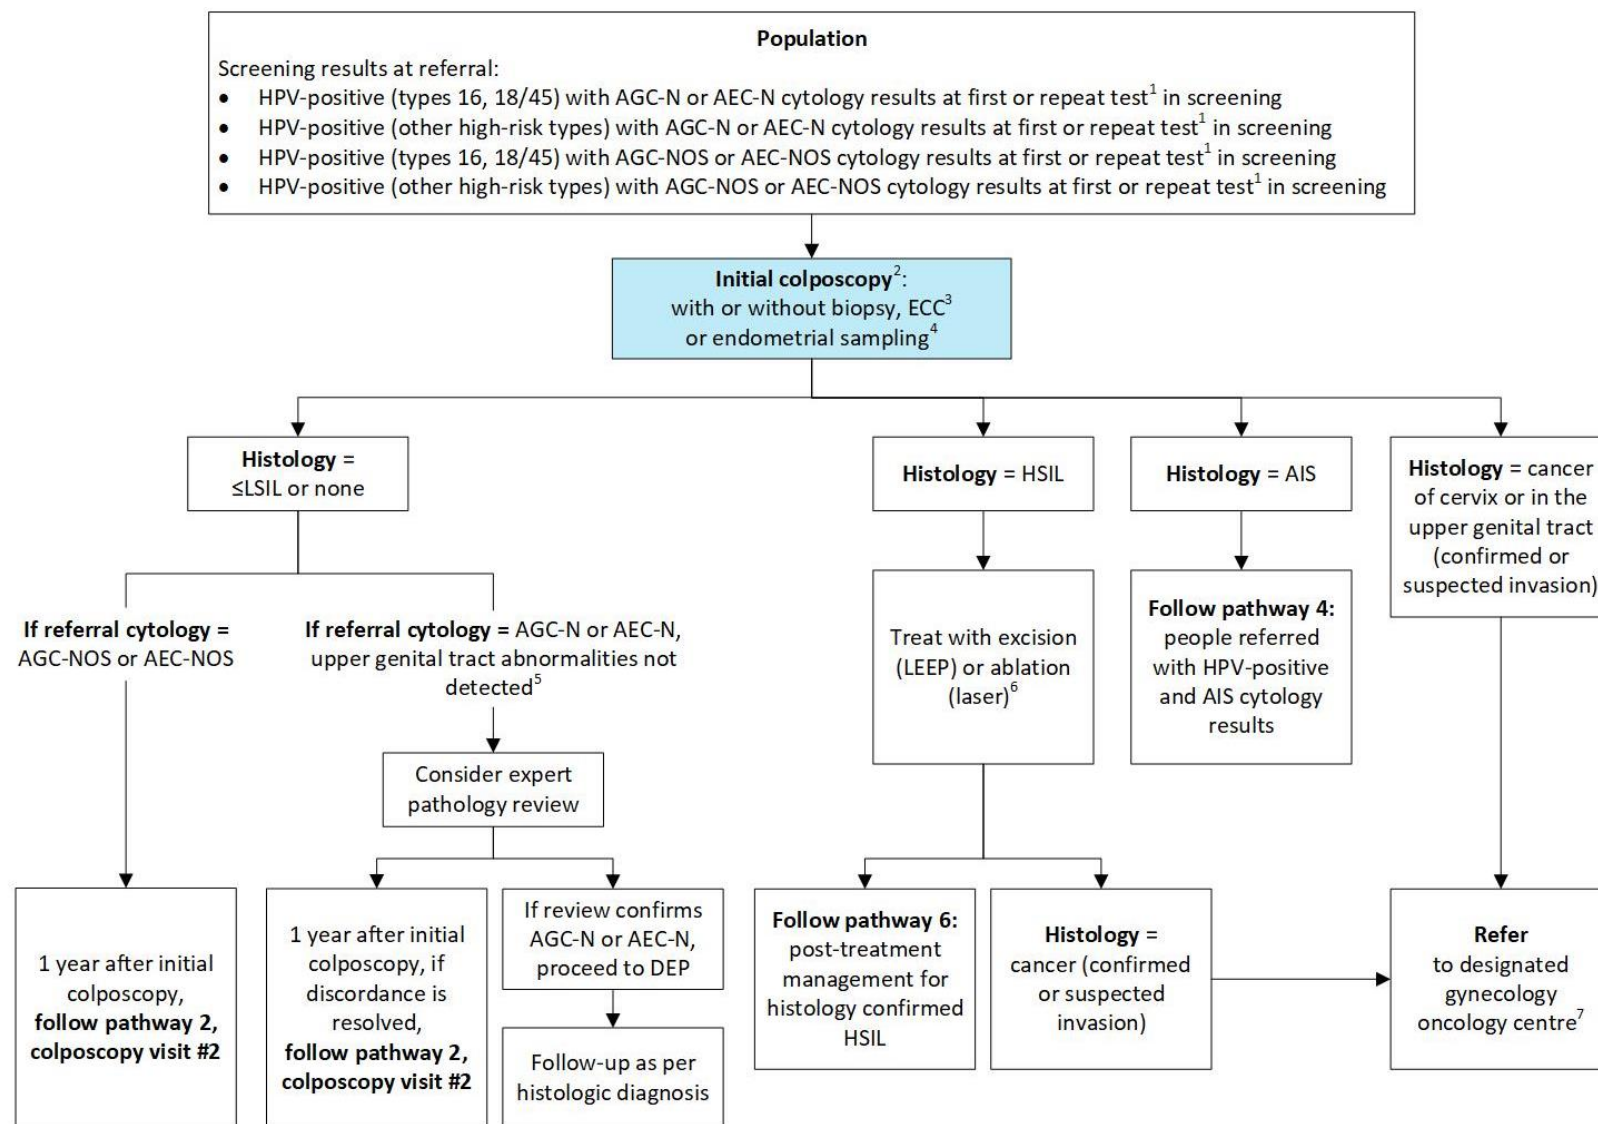 Population
Screening results at referral:
• HPV-positive (types 16, 18/45) with AGC-N or AEC-N cytology results at first or repeat test¹ in screening
• HPV-positive (other high-risk types) with AGC-N or AEC-N cytology results at first or repeat test¹ in screening
• HPV-positive (types 16, 18/45) with AGC-NOS or AEC-NOS cytology results at first or repeat test¹ in screening
• HPV-positive (other high-risk types) with AGC-NOS or AEC-NOS cytology results at first or repeat test¹ in screening
Initial colposcopy²:
with or without biopsy, ECC³
or endometrial sampling⁴
Histology =
≤LSIL or none
Histology = HSIL
Histology = AIS
Histology = cancer
of cervix or in the
upper genital tract
(confirmed or
suspected invasion)
If referral cytology =
AGC-NOS or AEC-NOS
If referral cytology = AGC-N or AEC-N,
upper genital tract abnormalities not
detected⁵
Treat with excision
(LEEP) or ablation
(laser)⁶
Follow pathway 4:
people referred
with HPV-positive
and AIS cytology
results
Consider expert
pathology review
1 year after initial
colposcopy,
follow pathway 2,
colposcopy visit #2
1 year after initial
colposcopy, if
discordance is
resolved,
follow pathway 2,
colposcopy visit #2
If review confirms
AGC-N or AEC-N,
proceed to DEP
Follow-up as per
histologic diagnosis
Follow pathway 6:
post-treatment
management for
histology confirmed
HSIL
Histology =
cancer (confirmed
or suspected
invasion)
Refer
to designated
gynecology
oncology centre⁷